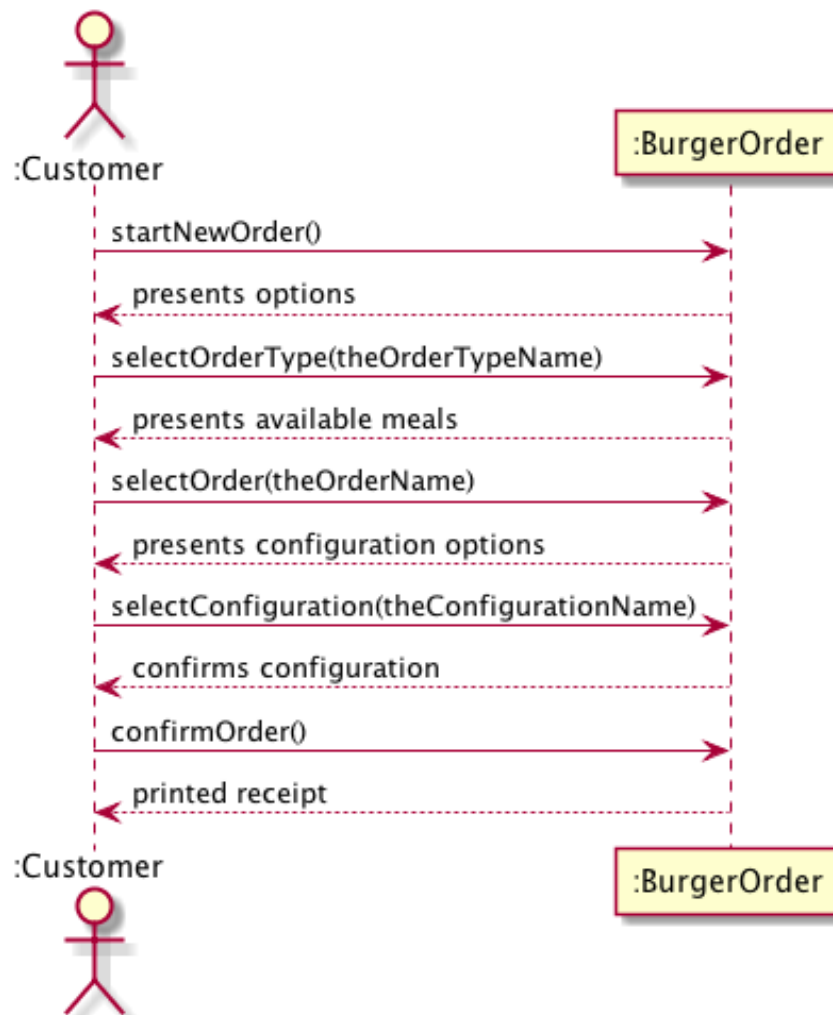 :Customer
:BurgerOrder
startNewOrder()
presents options
selectOrderType(theOrderTypeName)
presents available meals
selectOrder(theOrderName)
presents configuration options
selectConfiguration(theConfigurationName)
confirms configuration
confirmOrder()
printed receipt
:Customer
:BurgerOrder